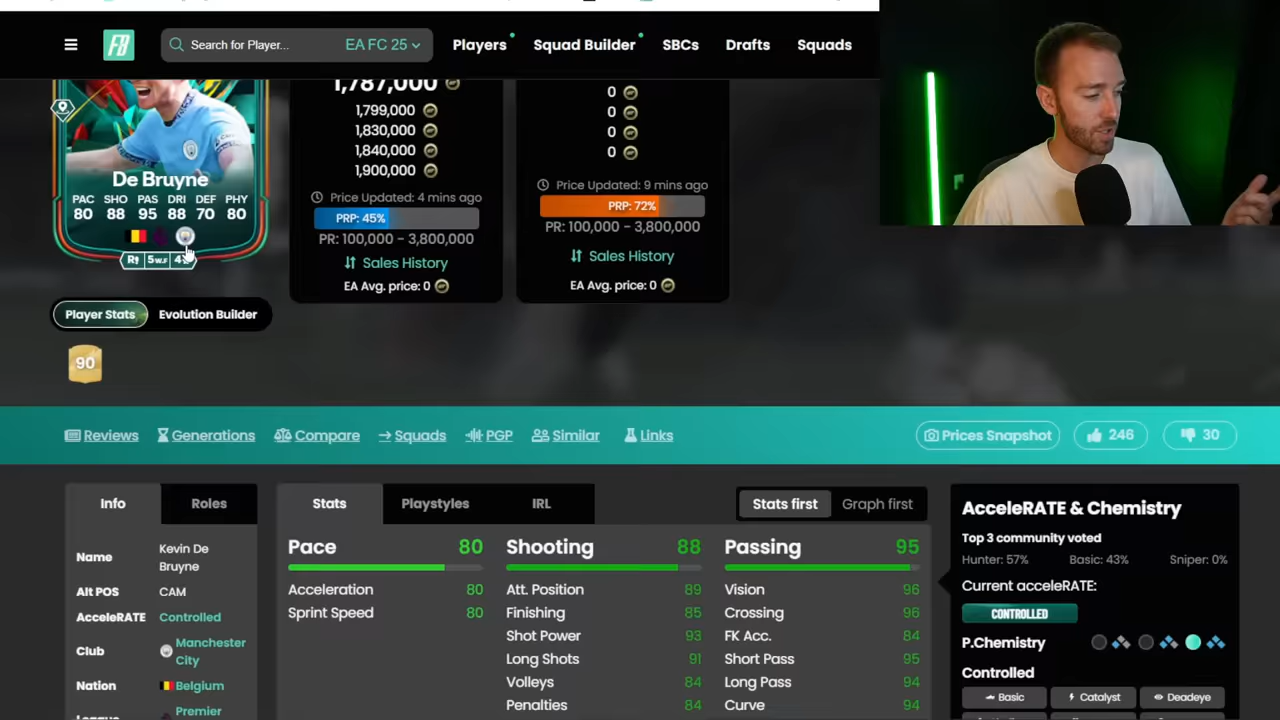 FB
Search for Player...
EA FC 25
Players
Squad Builder
SBCs
Drafts
Squads
De Bruyne
PAC SHO PAS DRI DEF PHY
80 88 95 88 70 80
5 W.F
1,787,000
1,799,000
1,830,000
1,840,000
1,900,000
Price Updated: 4 mins ago
PRP: 45%
PR: 100,000 - 3,800,000
Sales History
EA Avg. price: 0
0
0
0
0
Price Updated: 9 mins ago
PRP: 72%
PR: 100,000 - 3,800,000
Sales History
EA Avg. price: 0
Player Stats
Evolution Builder
90
Reviews
Generations
Compare
Squads
PGP
Similar
Links
Prices Snapshot
246
30
Info
Roles
Name Kevin De
Bruyne
Alt POS CAM
AcceleRATE Controlled
Club Manchester
City
Nation Belgium
Premier
Stats
Playstyles
IRL
Stats first
Graph first
Pace 80
Acceleration 80
Sprint Speed 80
Shooting 88
Att. Position 89
Finishing 85
Shot Power 93
Long Shots 91
Volleys 84
Penalties 84
Passing 95
Vision 96
Crossing 96
FK Acc. 84
Short Pass 95
Long Pass 94
Curve 94
AcceleRATE & Chemistry
Top 3 community voted
Hunter: 57% Basic: 43% Sniper: 0%
Current acceleRATE:
CONTROLLED
P.Chemistry
Controlled
Basic
Catalyst
Deadeye